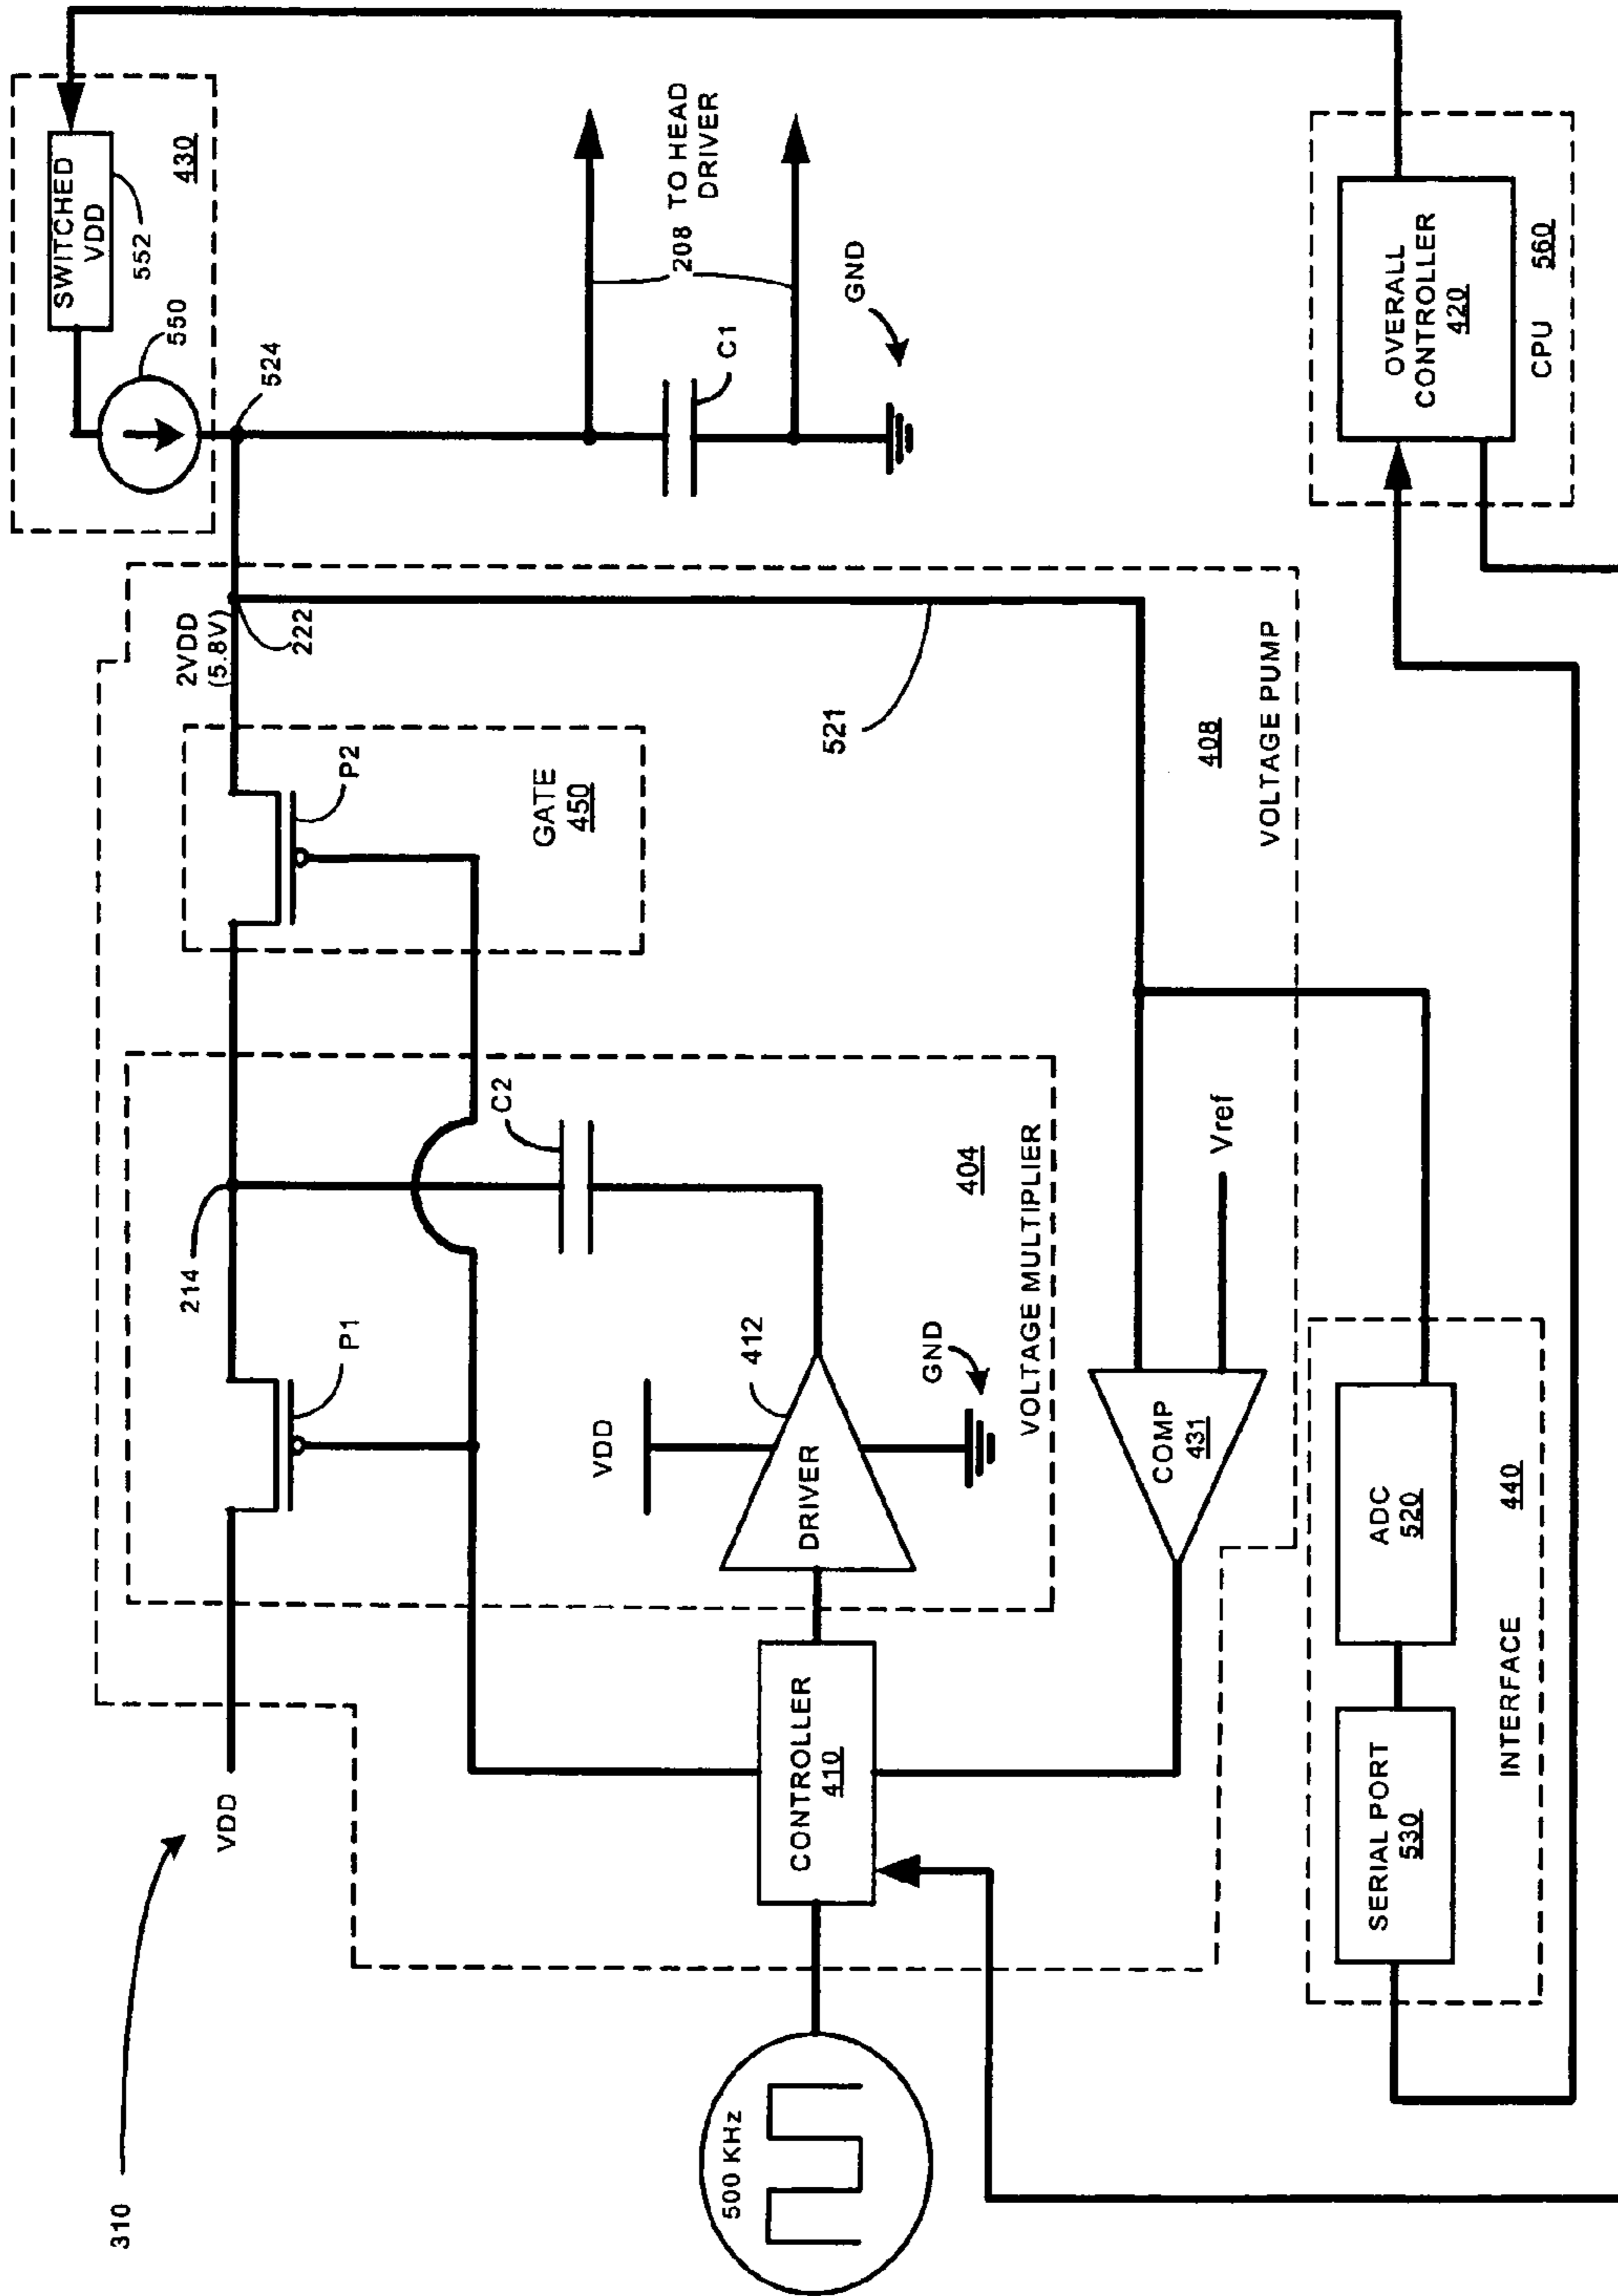 310
VDD
P1
214
C2
P2
GATE
450
2VDD
(5.8V)
222
524
550
SWITCHED
VDD
552
430
208 TO HEAD
DRIVER
C1
GND
500 KHz
CONTROLLER
410
DRIVER
412
VDD
GND
404
VOLTAGE MULTIPLIER
COMP
431
Vref
521
408
VOLTAGE PUMP
SERIAL PORT
530
ADC
520
440
INTERFACE
OVERALL
CONTROLLER
420
CPU
560